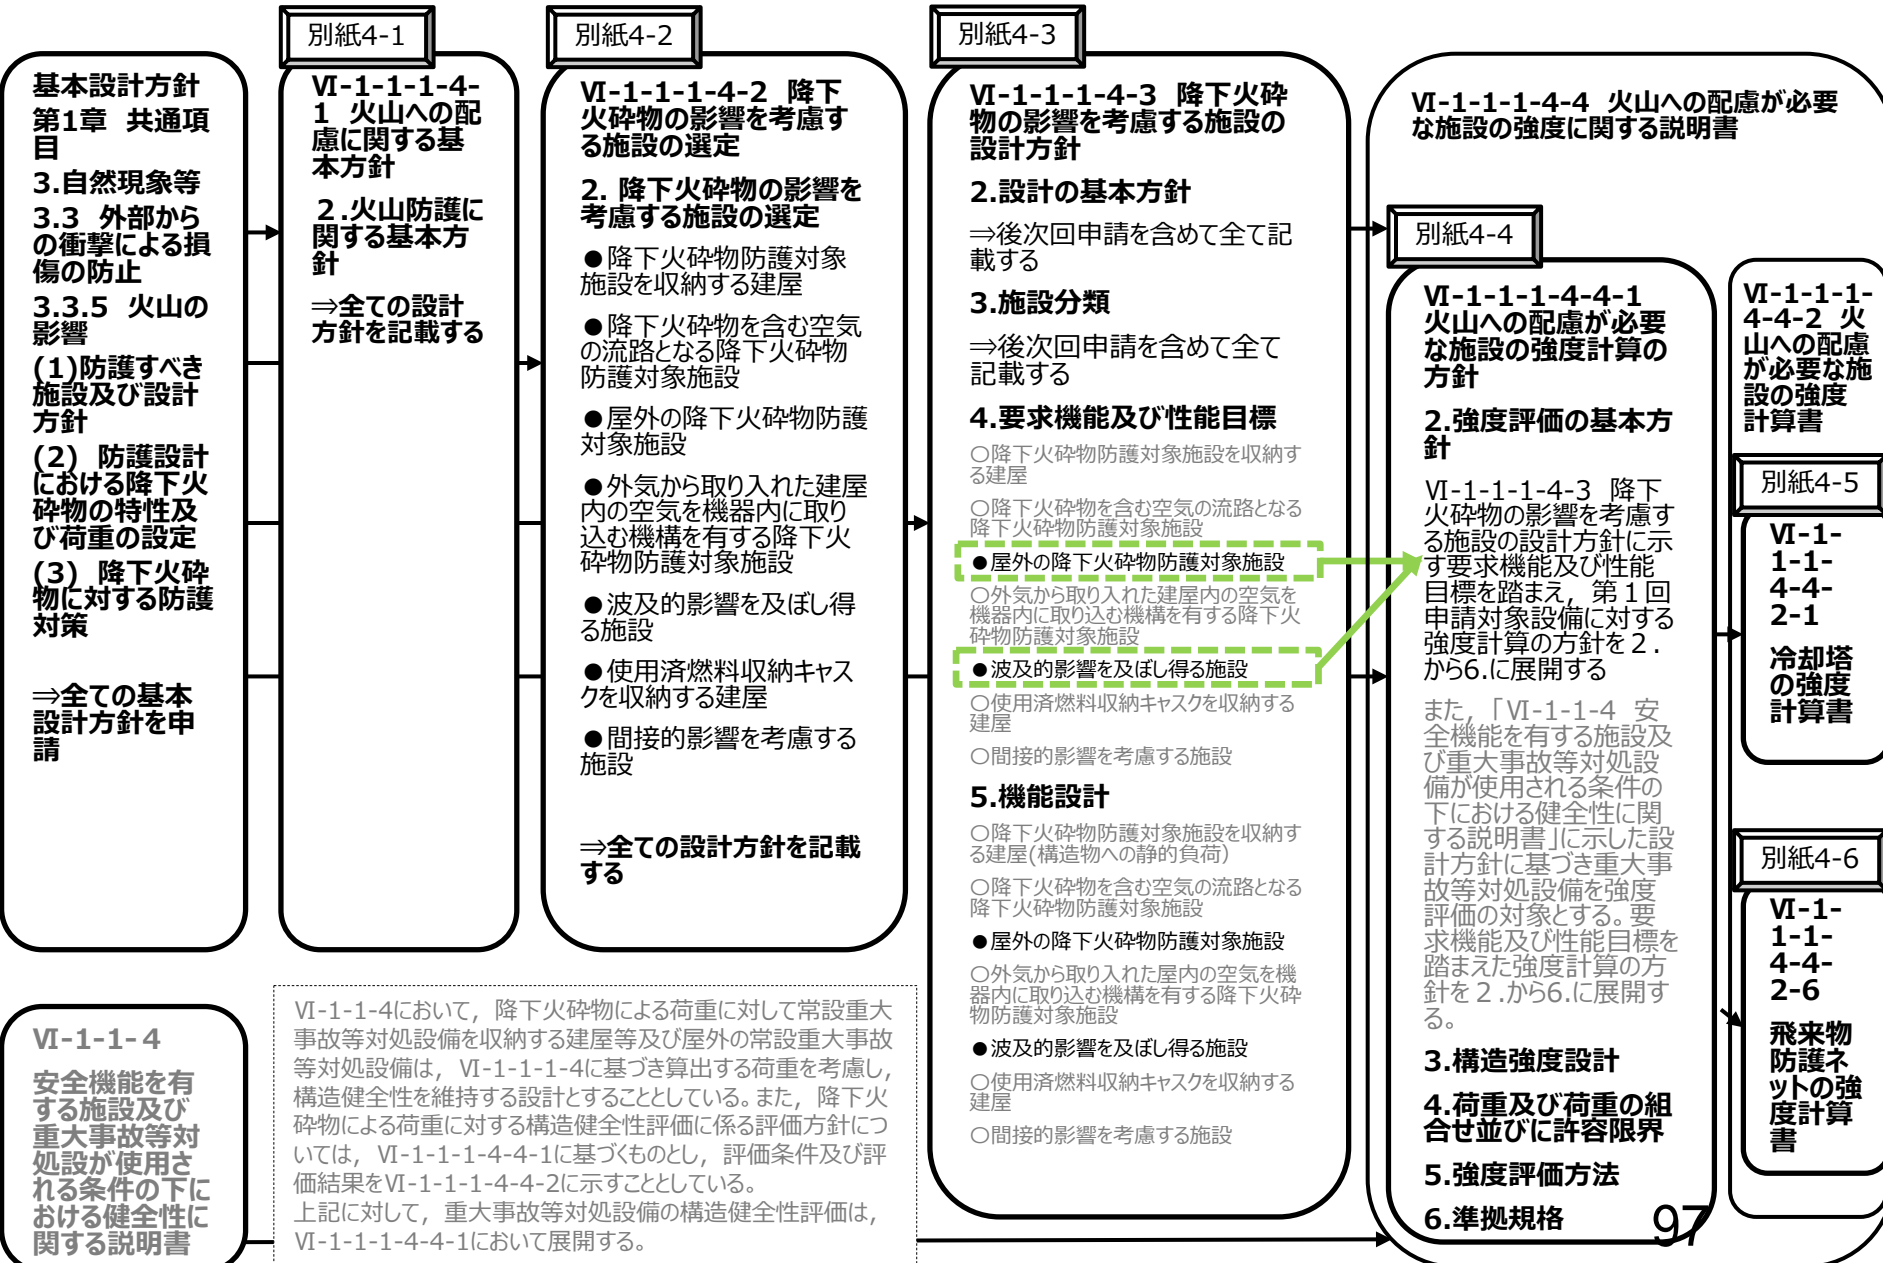 基本設計方針
第1章 共通項
目
3.自然現象等
3.3 外部から
の衝撃による損
傷の防止
3.3.5 火山の
影響
(1)防護すべき
施設及び設計
方針
(2) 防護設計
における降下火
砕物の特性及
び荷重の設定
(3) 降下火砕
物に対する防護
対策
⇒全ての基本
設計方針を申
請
別紙4-1
Ⅵ-1-1-1-4-
1 火山への配
慮に関する基
本方針
２.火山防護に
関する基本方
針
⇒全ての設計
方針を記載する
別紙4-2
Ⅵ-1-1-1-4-2 降下
火砕物の影響を考慮す
る施設の選定
2. 降下火砕物の影響を
考慮する施設の選定
●降下火砕物防護対象
施設を収納する建屋
●降下火砕物を含む空気
の流路となる降下火砕物
防護対象施設
●屋外の降下火砕物防護
対象施設
●外気から取り入れた建屋
内の空気を機器内に取り
込む機構を有する降下火
砕物防護対象施設
●波及的影響を及ぼし得
る施設
●使用済燃料収納キャス
クを収納する建屋
●間接的影響を考慮する
施設
⇒全ての設計方針を記載
する
別紙4-3
Ⅵ-1-1-1-4-3 降下火砕
物の影響を考慮する施設の
設計方針
2.設計の基本方針
⇒後次回申請を含めて全て記
載する
3.施設分類
⇒後次回申請を含めて全て
記載する
4.要求機能及び性能目標
○降下火砕物防護対象施設を収納す
る建屋
○降下火砕物を含む空気の流路となる
降下火砕物防護対象施設
●屋外の降下火砕物防護対象施設
○外気から取り入れた建屋内の空気を
機器内に取り込む機構を有する降下火
砕物防護対象施設
●波及的影響を及ぼし得る施設
○使用済燃料収納キャスクを収納する
建屋
○間接的影響を考慮する施設
5.機能設計
○降下火砕物防護対象施設を収納す
る建屋(構造物への静的負荷)
○降下火砕物を含む空気の流路となる
降下火砕物防護対象施設
●屋外の降下火砕物防護対象施設
○外気から取り入れた屋内の空気を機
器内に取り込む機構を有する降下火砕
物防護対象施設
●波及的影響を及ぼし得る施設
○使用済燃料収納キャスクを収納する
建屋
○間接的影響を考慮する施設
Ⅵ-1-1-1-4-4 火山への配慮が必要
な施設の強度に関する説明書
別紙4-4
Ⅵ-1-1-1-4-4-1
火山への配慮が必要
な施設の強度計算の
方針
2.強度評価の基本方
針
Ⅵ-1-1-1-4-3 降下
火砕物の影響を考慮す
る施設の設計方針に示
す要求機能及び性能
目標を踏まえ，第１回
申請対象設備に対する
強度計算の方針を２.
から6.に展開する
また，「Ⅵ-1-1-4 安
全機能を有する施設及
び重大事故等対処設
備が使用される条件の
下における健全性に関
する説明書」に示した設
計方針に基づき重大事
故等対処設備を強度
評価の対象とする。要
求機能及び性能目標を
踏まえた強度計算の方
針を２.から6.に展開す
る。
3.構造強度設計
4.荷重及び荷重の組
合せ並びに許容限界
5.強度評価方法
6.準拠規格
Ⅵ-1-1-1-
4-4-2 火
山への配慮
が必要な施
設の強度
計算書
別紙4-5
Ⅵ-1-
1-1-
4-4-
2-1
冷却塔
の強度
計算書
別紙4-6
Ⅵ-1-
1-1-
4-4-
2-6
飛来物
防護ネ
ットの強
度計算
書
Ⅵ-1-1-４
安全機能を有
する施設及び
重大事故等対
処設が使用さ
れる条件の下に
おける健全性に
関する説明書
Ⅵ-1-1-4において，降下火砕物による荷重に対して常設重大
事故等対処設備を収納する建屋等及び屋外の常設重大事故
等対処設備は，Ⅵ-1-1-1-4に基づき算出する荷重を考慮し，
構造健全性を維持する設計とすることとしている。また，降下火
砕物による荷重に対する構造健全性評価に係る評価方針につ
いては，Ⅵ-1-1-1-4-4-1に基づくものとし，評価条件及び評
価結果をⅥ-1-1-1-4-4-2に示すこととしている。
上記に対して，重大事故等対処設備の構造健全性評価は，
Ⅵ-1-1-1-4-4-1において展開する。
97